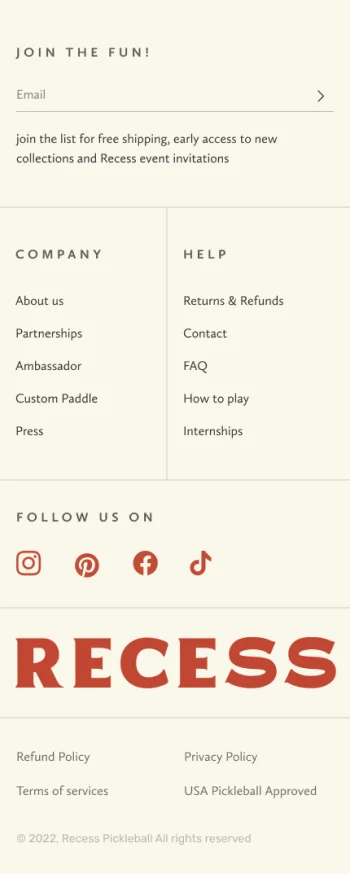 JOIN THE FUN!
Email
join the list for free shipping, early access to new
collections and Recess event invitations
COMPANY
About us
Partnerships
Ambassador
Custom Paddle
Press
HELP
Returns & Refunds
Contact
FAQ
How to play
Internships
FOLLOW US ON
RECESS
Refund Policy
Privacy Policy
Terms of services
USA Pickleball Approved
© 2022, Recess Pickleball All rights reserved